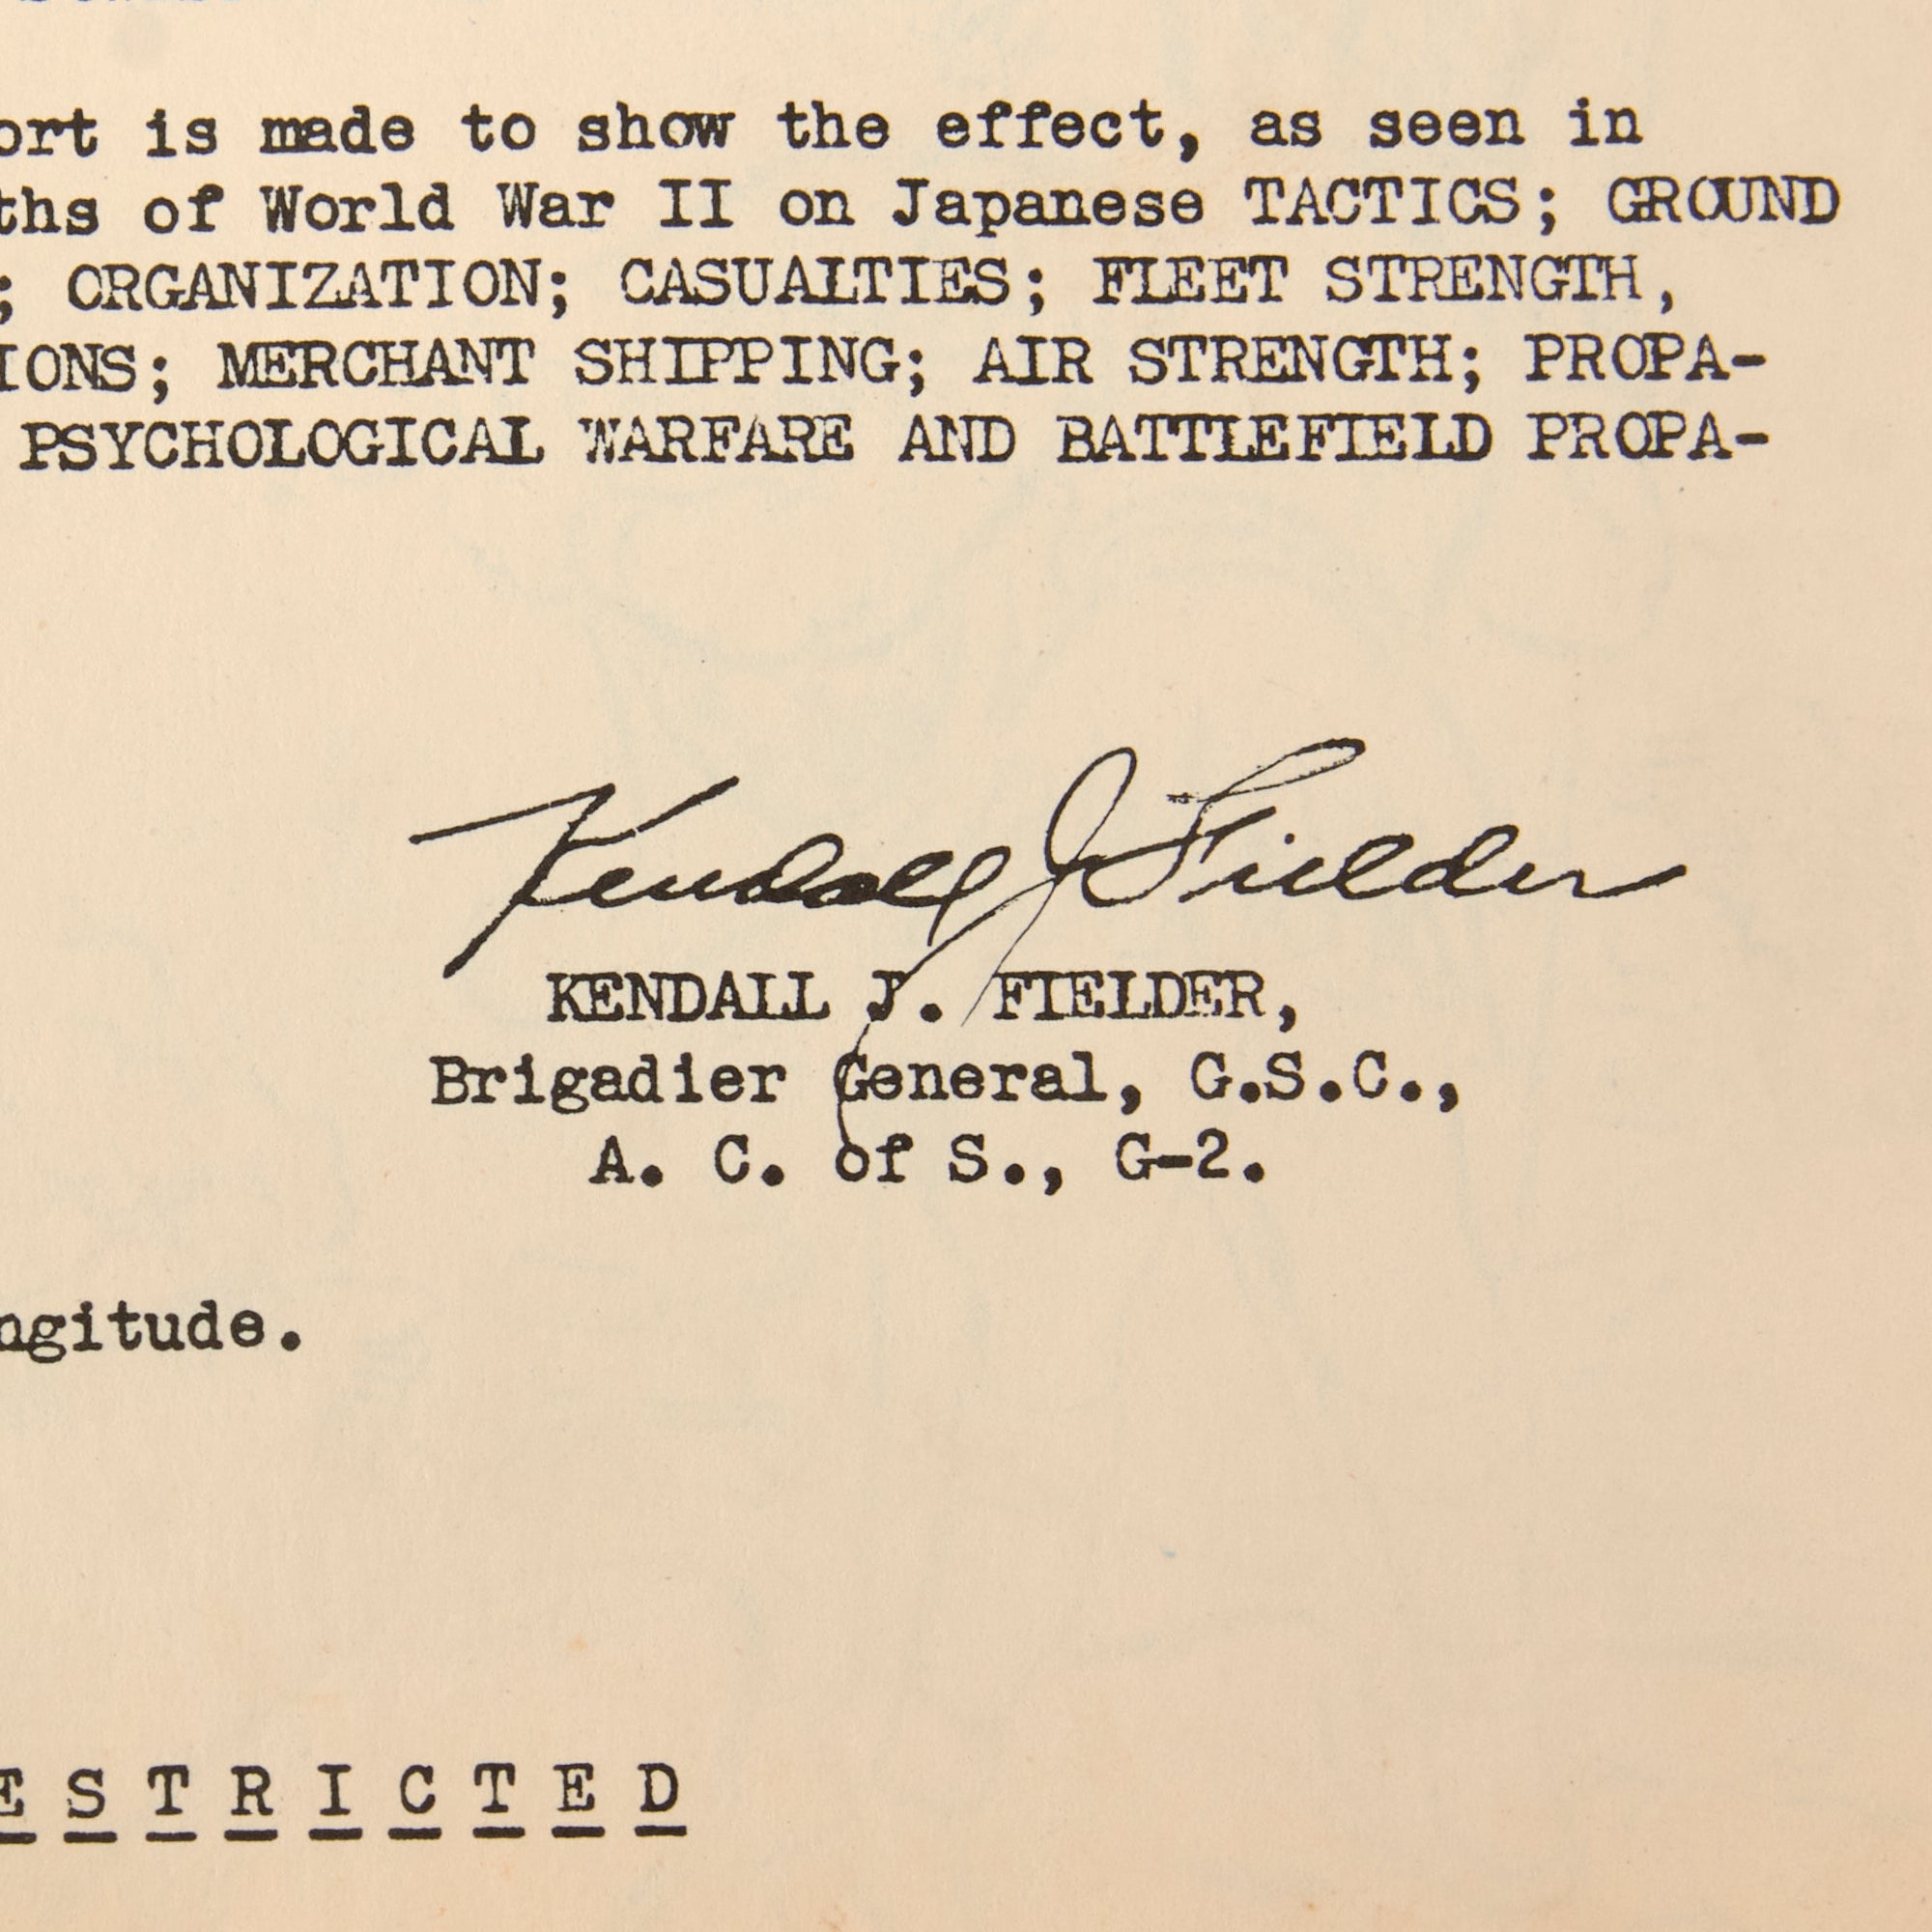 ort is made to show the effect, as seen in
ths of World War II on Japanese TACTICS; GROUND
; ORGANIZATION; CASUALTIES; FLEET STRENGTH,
IONS; MERCHANT SHIPPING; AIR STRENGTH; PROPA-
PSYCHOLOGICAL WARFARE AND BATTLEFIELD PROPA-
Kendall J Fielder
KENDALL J. FIELDER,
Brigadier General, G.S.C.,
A. C. of S., G-2.
ngitude.
ESTRICTED